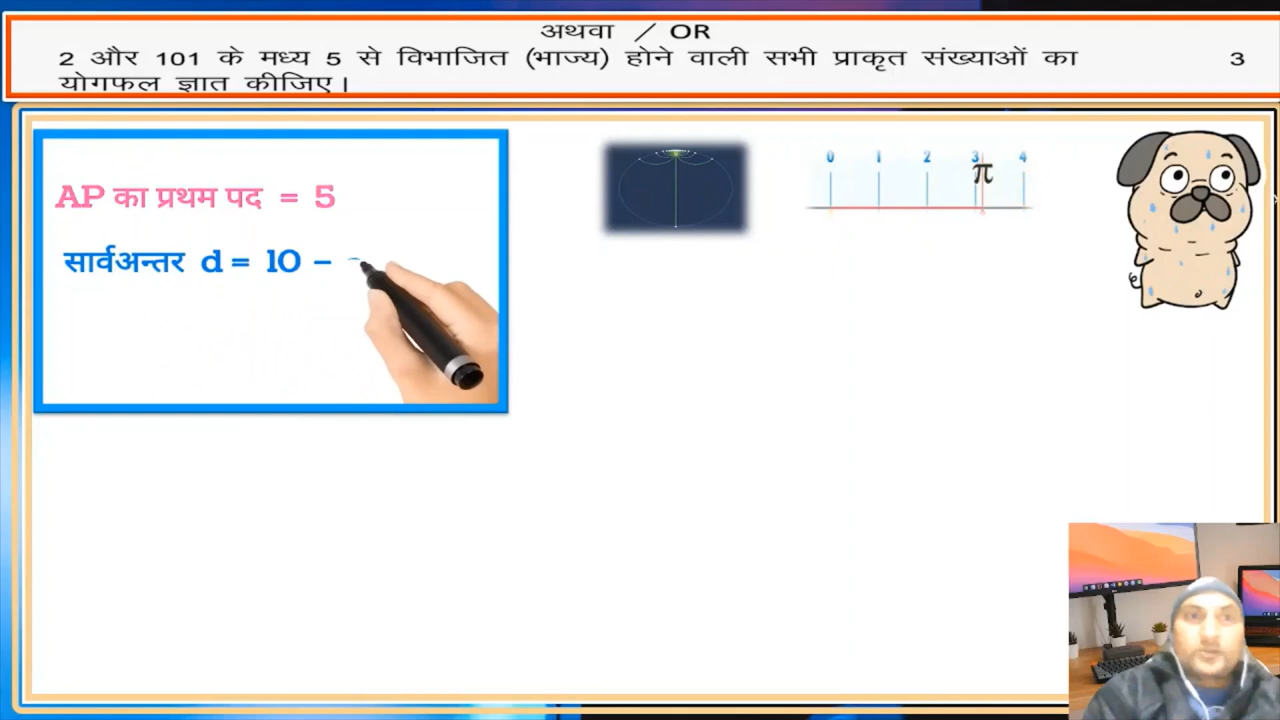 अथवा / OR
2 और 101 के मध्य 5 से विभाजित (भाज्य) होने वाली सभी प्राकृत संख्याओं का 3
योगफल ज्ञात कीजिए।
AP का प्रथम पद = 5
सार्वअन्तर d = 10 -
0 1 2 3 4
π